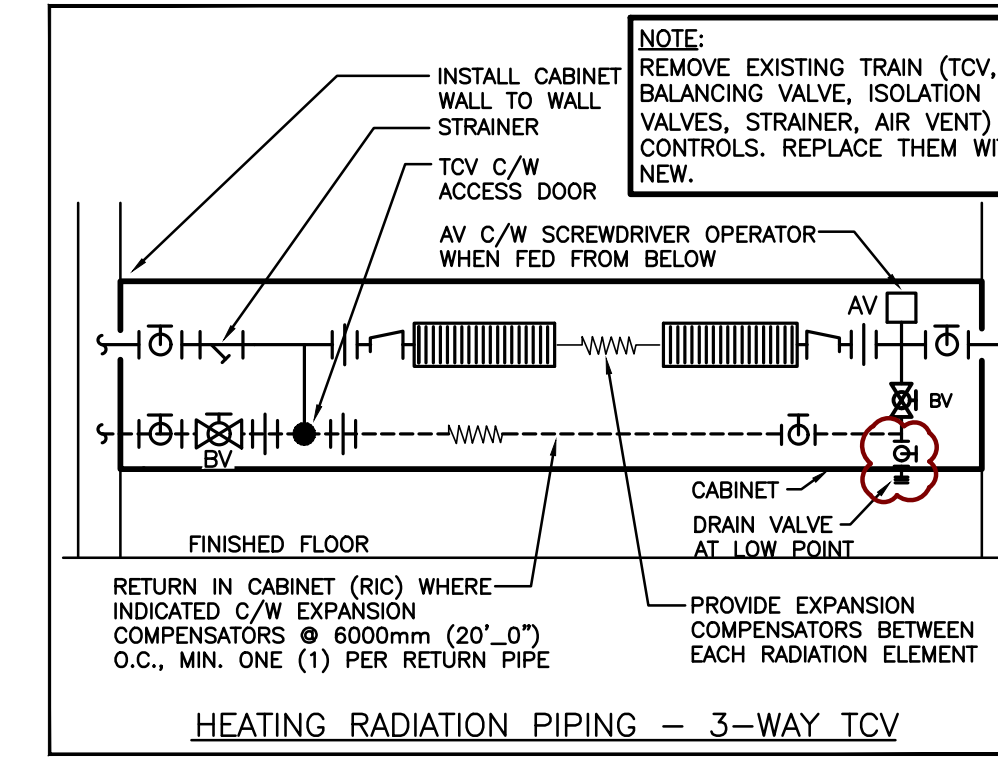 NOTE:
REMOVE EXISTING TRAIN (TCV,
BALANCING VALVE, ISOLATION
VALVES, STRAINER, AIR VENT)
CONTROLS. REPLACE THEM
NEW.
INSTALL CABINET
WALL TO WALL
STRAINER
TCV C/W
ACCESS DOOR
AV C/W SCREWDRIVER OPERATOR
WHEN FED FROM BELOW
AV
BV
BV
CABINET
DRAIN VALVE
AT LOW POINT
FINISHED FLOOR
RETURN IN CABINET (RIC) WHERE
INDICATED C/W EXPANSION
COMPENSATORS @ 6000mm (20'_0")
O.C., MIN. ONE (1) PER RETURN PIPE
PROVIDE EXPANSION
COMPENSATORS BETWEEN
EACH RADIATION ELEMENT
HEATING RADIATION PIPING - 3-WAY TCV